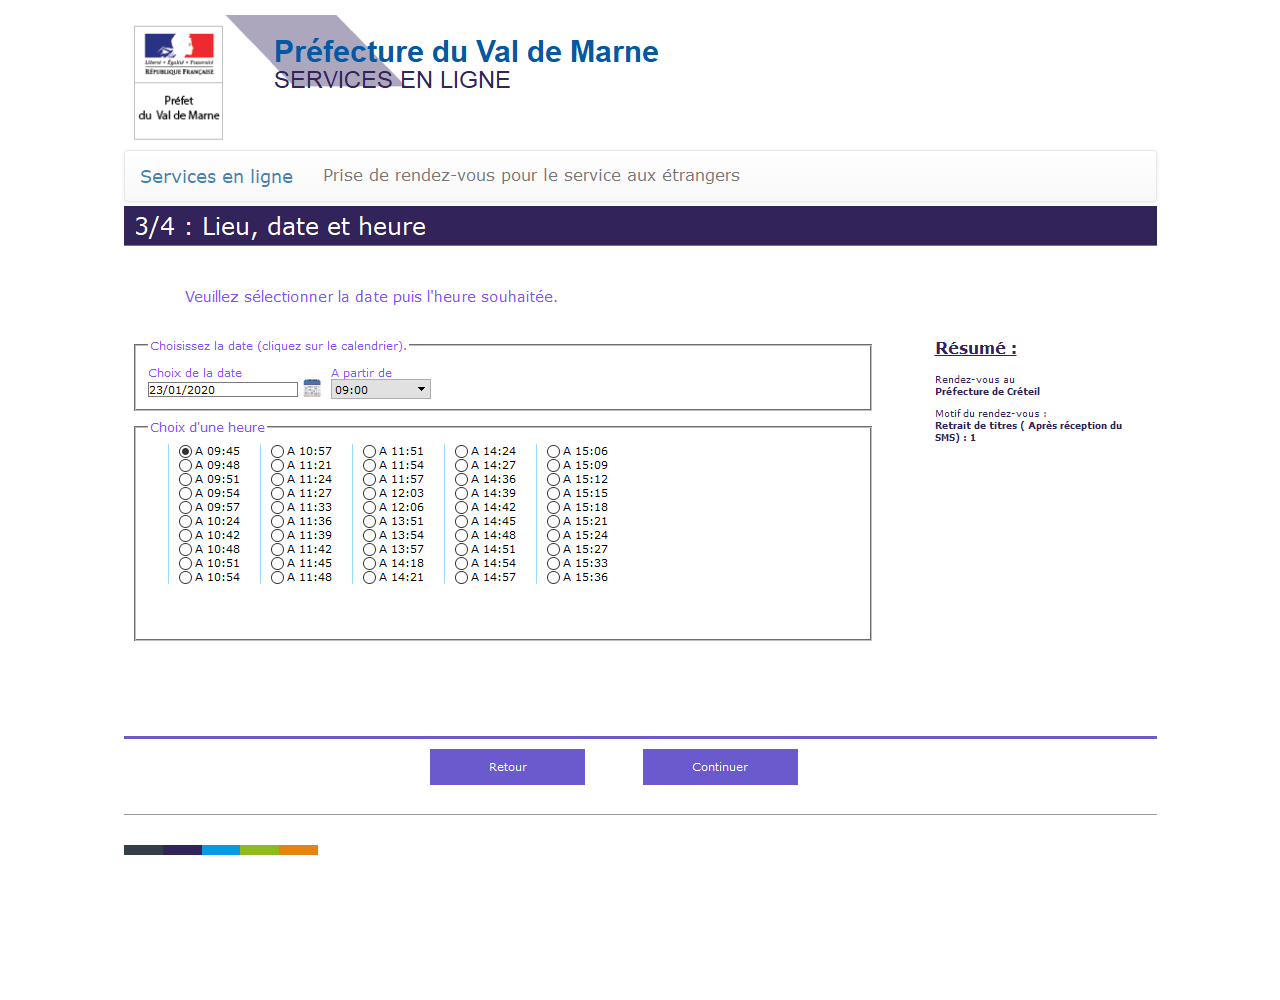 Liberté • Égalité • Fraternité
RÉPUBLIQUE FRANÇAISE
Préfet
du Val de Marne
Préfecture du Val de Marne
SERVICES EN LIGNE
Services en ligne Prise de rendez-vous pour le service aux étrangers
3/4 : Lieu, date et heure
Veuillez sélectionner la date puis l'heure souhaitée.
Choisissez la date (cliquez sur le calendrier).
Choix de la date A partir de
23/01/2020 09:00
Choix d'une heure
A 09:45 A 10:57 A 11:51 A 14:24 A 15:06
A 09:48 A 11:21 A 11:54 A 14:27 A 15:09
A 09:51 A 11:24 A 11:57 A 14:36 A 15:12
A 09:54 A 11:27 A 12:03 A 14:39 A 15:15
A 09:57 A 11:33 A 12:06 A 14:42 A 15:18
A 10:24 A 11:36 A 13:51 A 14:45 A 15:21
A 10:42 A 11:39 A 13:54 A 14:48 A 15:24
A 10:48 A 11:42 A 13:57 A 14:51 A 15:27
A 10:51 A 11:45 A 14:18 A 14:54 A 15:33
A 10:54 A 11:48 A 14:21 A 14:57 A 15:36
Résumé :
Rendez-vous au
Préfecture de Créteil
Motif du rendez-vous :
Retrait de titres ( Après réception du
SMS) : 1
Retour Continuer